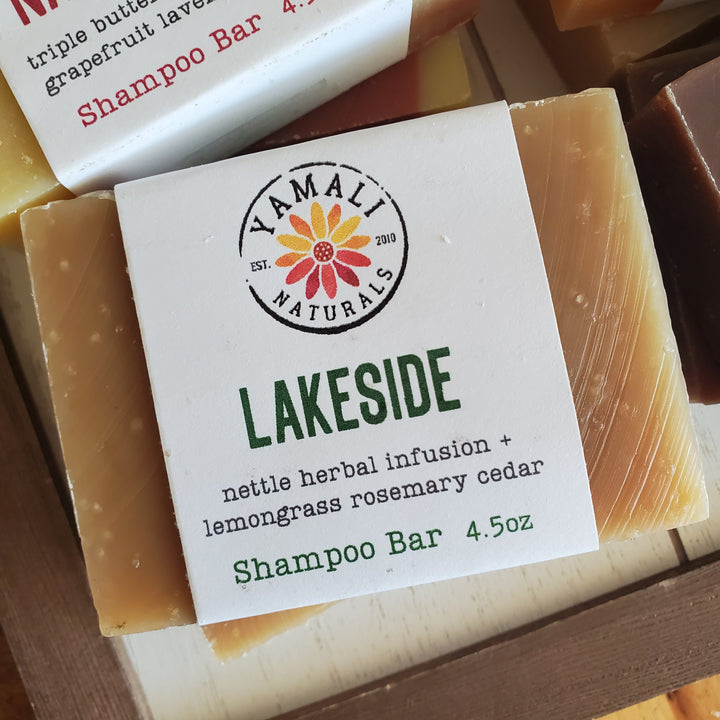 triple butter
grapefruit
Shampoo Bar
YAMALI
EST. 2010
NATURALS
LAKESIDE
nettle herbal infusion +
lemongrass rosemary cedar
Shampoo Bar 4.5oz